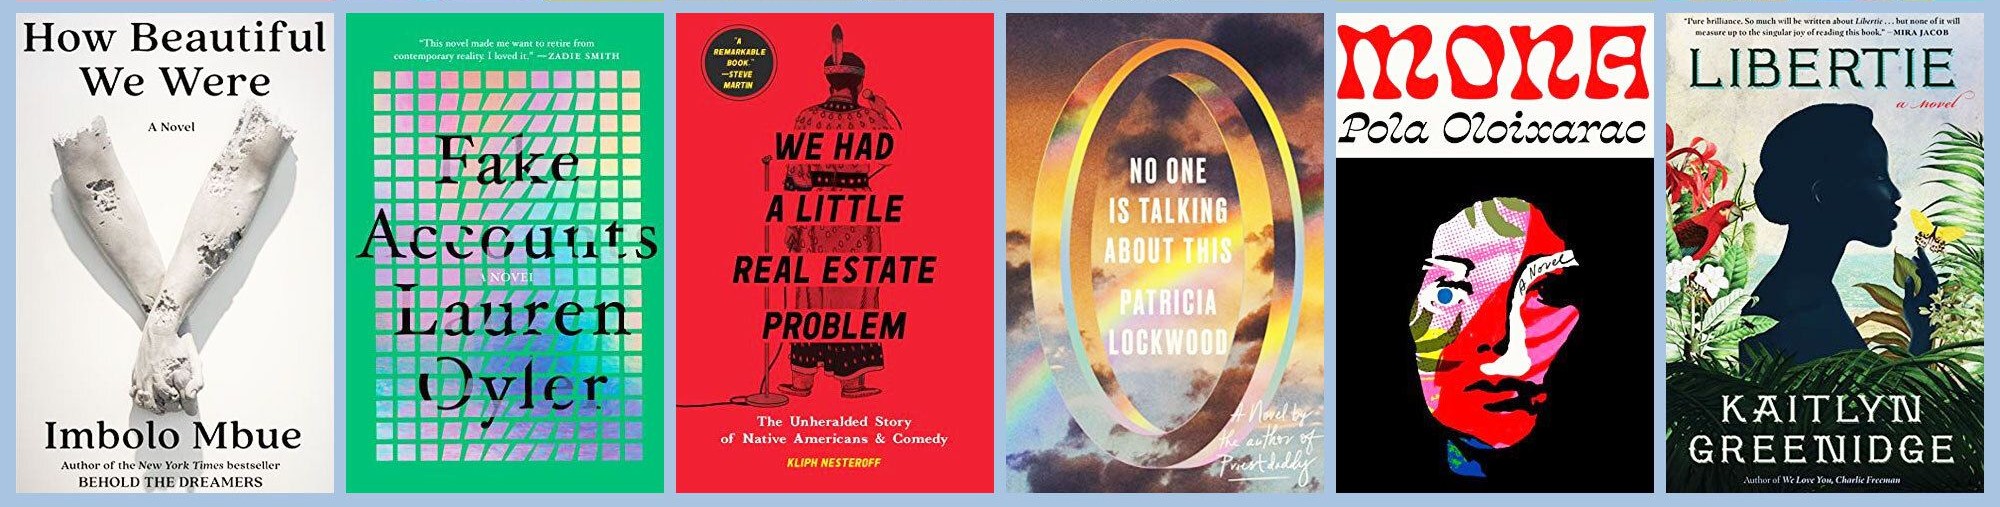 How Beautiful
We Were
A Novel
Imbolo Mbue
Author of the New York Times bestseller
BEHOLD THE DREAMERS
"This novel made me want to retire from
contemporary reality. I loved it." —ZADIE SMITH
Fake
Accounts
A NOVEL
Lauren
Oyler
"A
REMARKABLE
BOOK."
—STEVE
MARTIN
WE HAD
A LITTLE
REAL ESTATE
PROBLEM
The Unheralded Story
of Native Americans & Comedy
KLIPH NESTEROFF
NO ONE
IS TALKING
ABOUT THIS
PATRICIA
LOCKWOOD
A Novel by
the author of
Priestdaddy
MONA
Pola Oloixarac
A Novel
"Pure brilliance. So much will be written about Libertie . . . but none of it will
measure up to the singular joy of reading this book." —MIRA JACOB
LIBERTIE
a novel
KAITLYN
GREENIDGE
Author of We Love You, Charlie Freeman